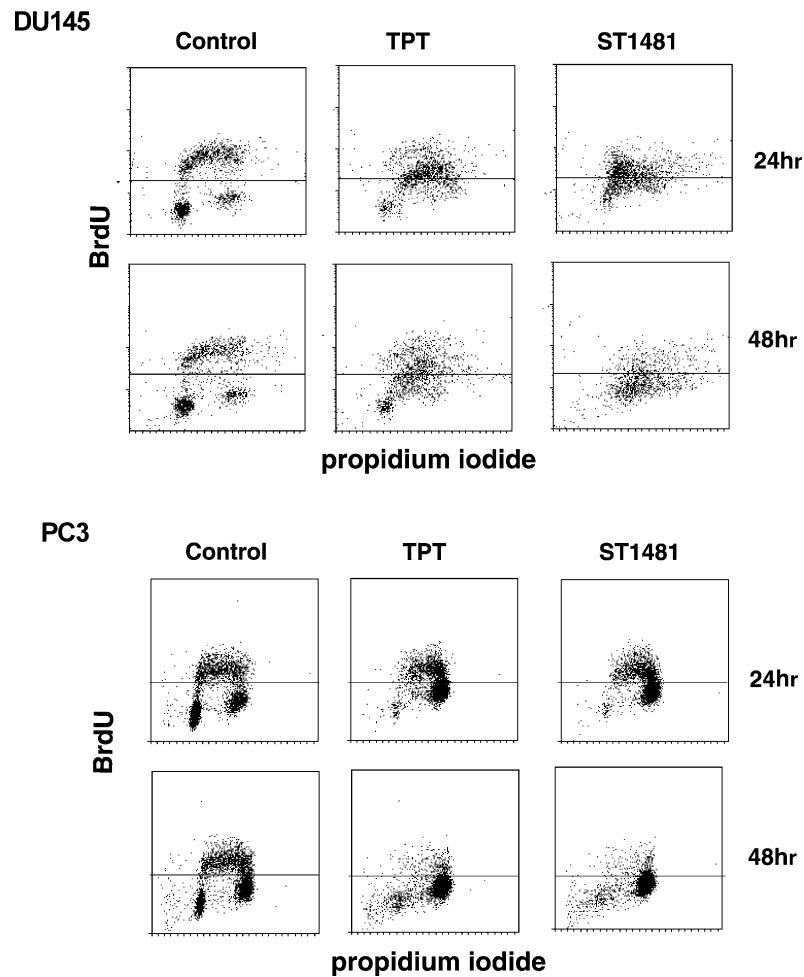 DU145
Control TPT ST1481
24hr
BrdU
48hr
propidium iodide
PC3
Control TPT ST1481
24hr
BrdU
48hr
propidium iodide